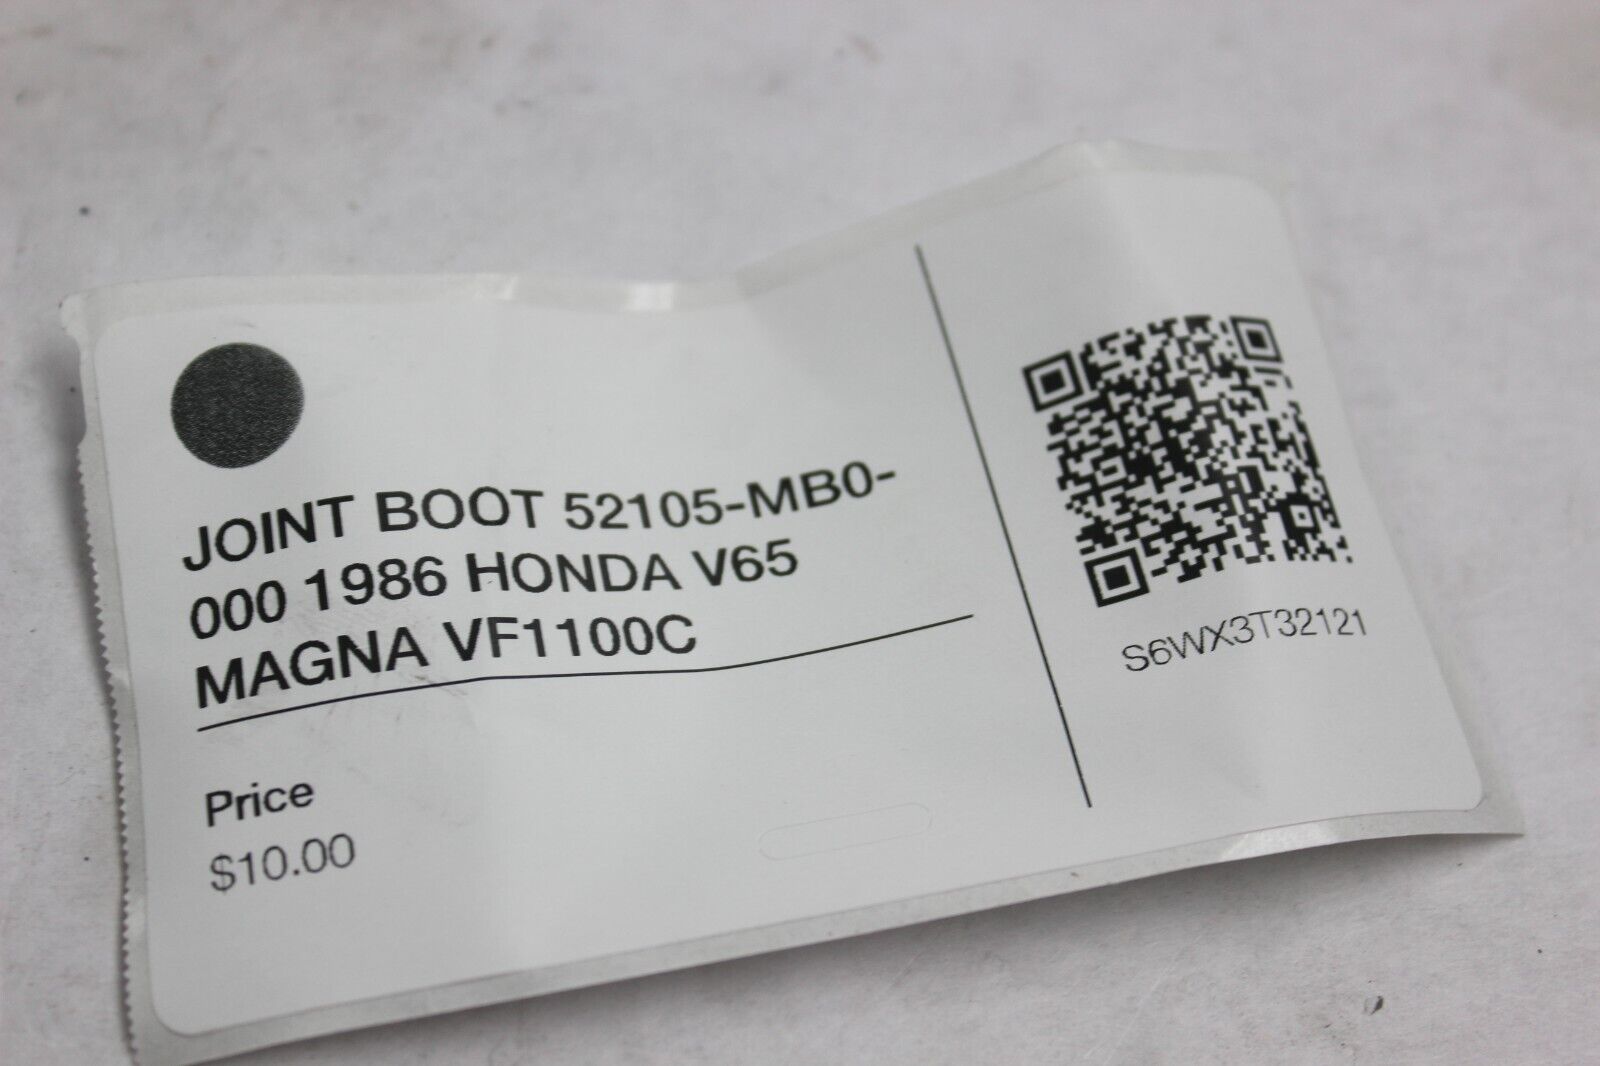 JOINT BOOT 52105-MB0-
000 1986 HONDA V65
MAGNA VF1100C
Price
$10.00
S6WX3T32121